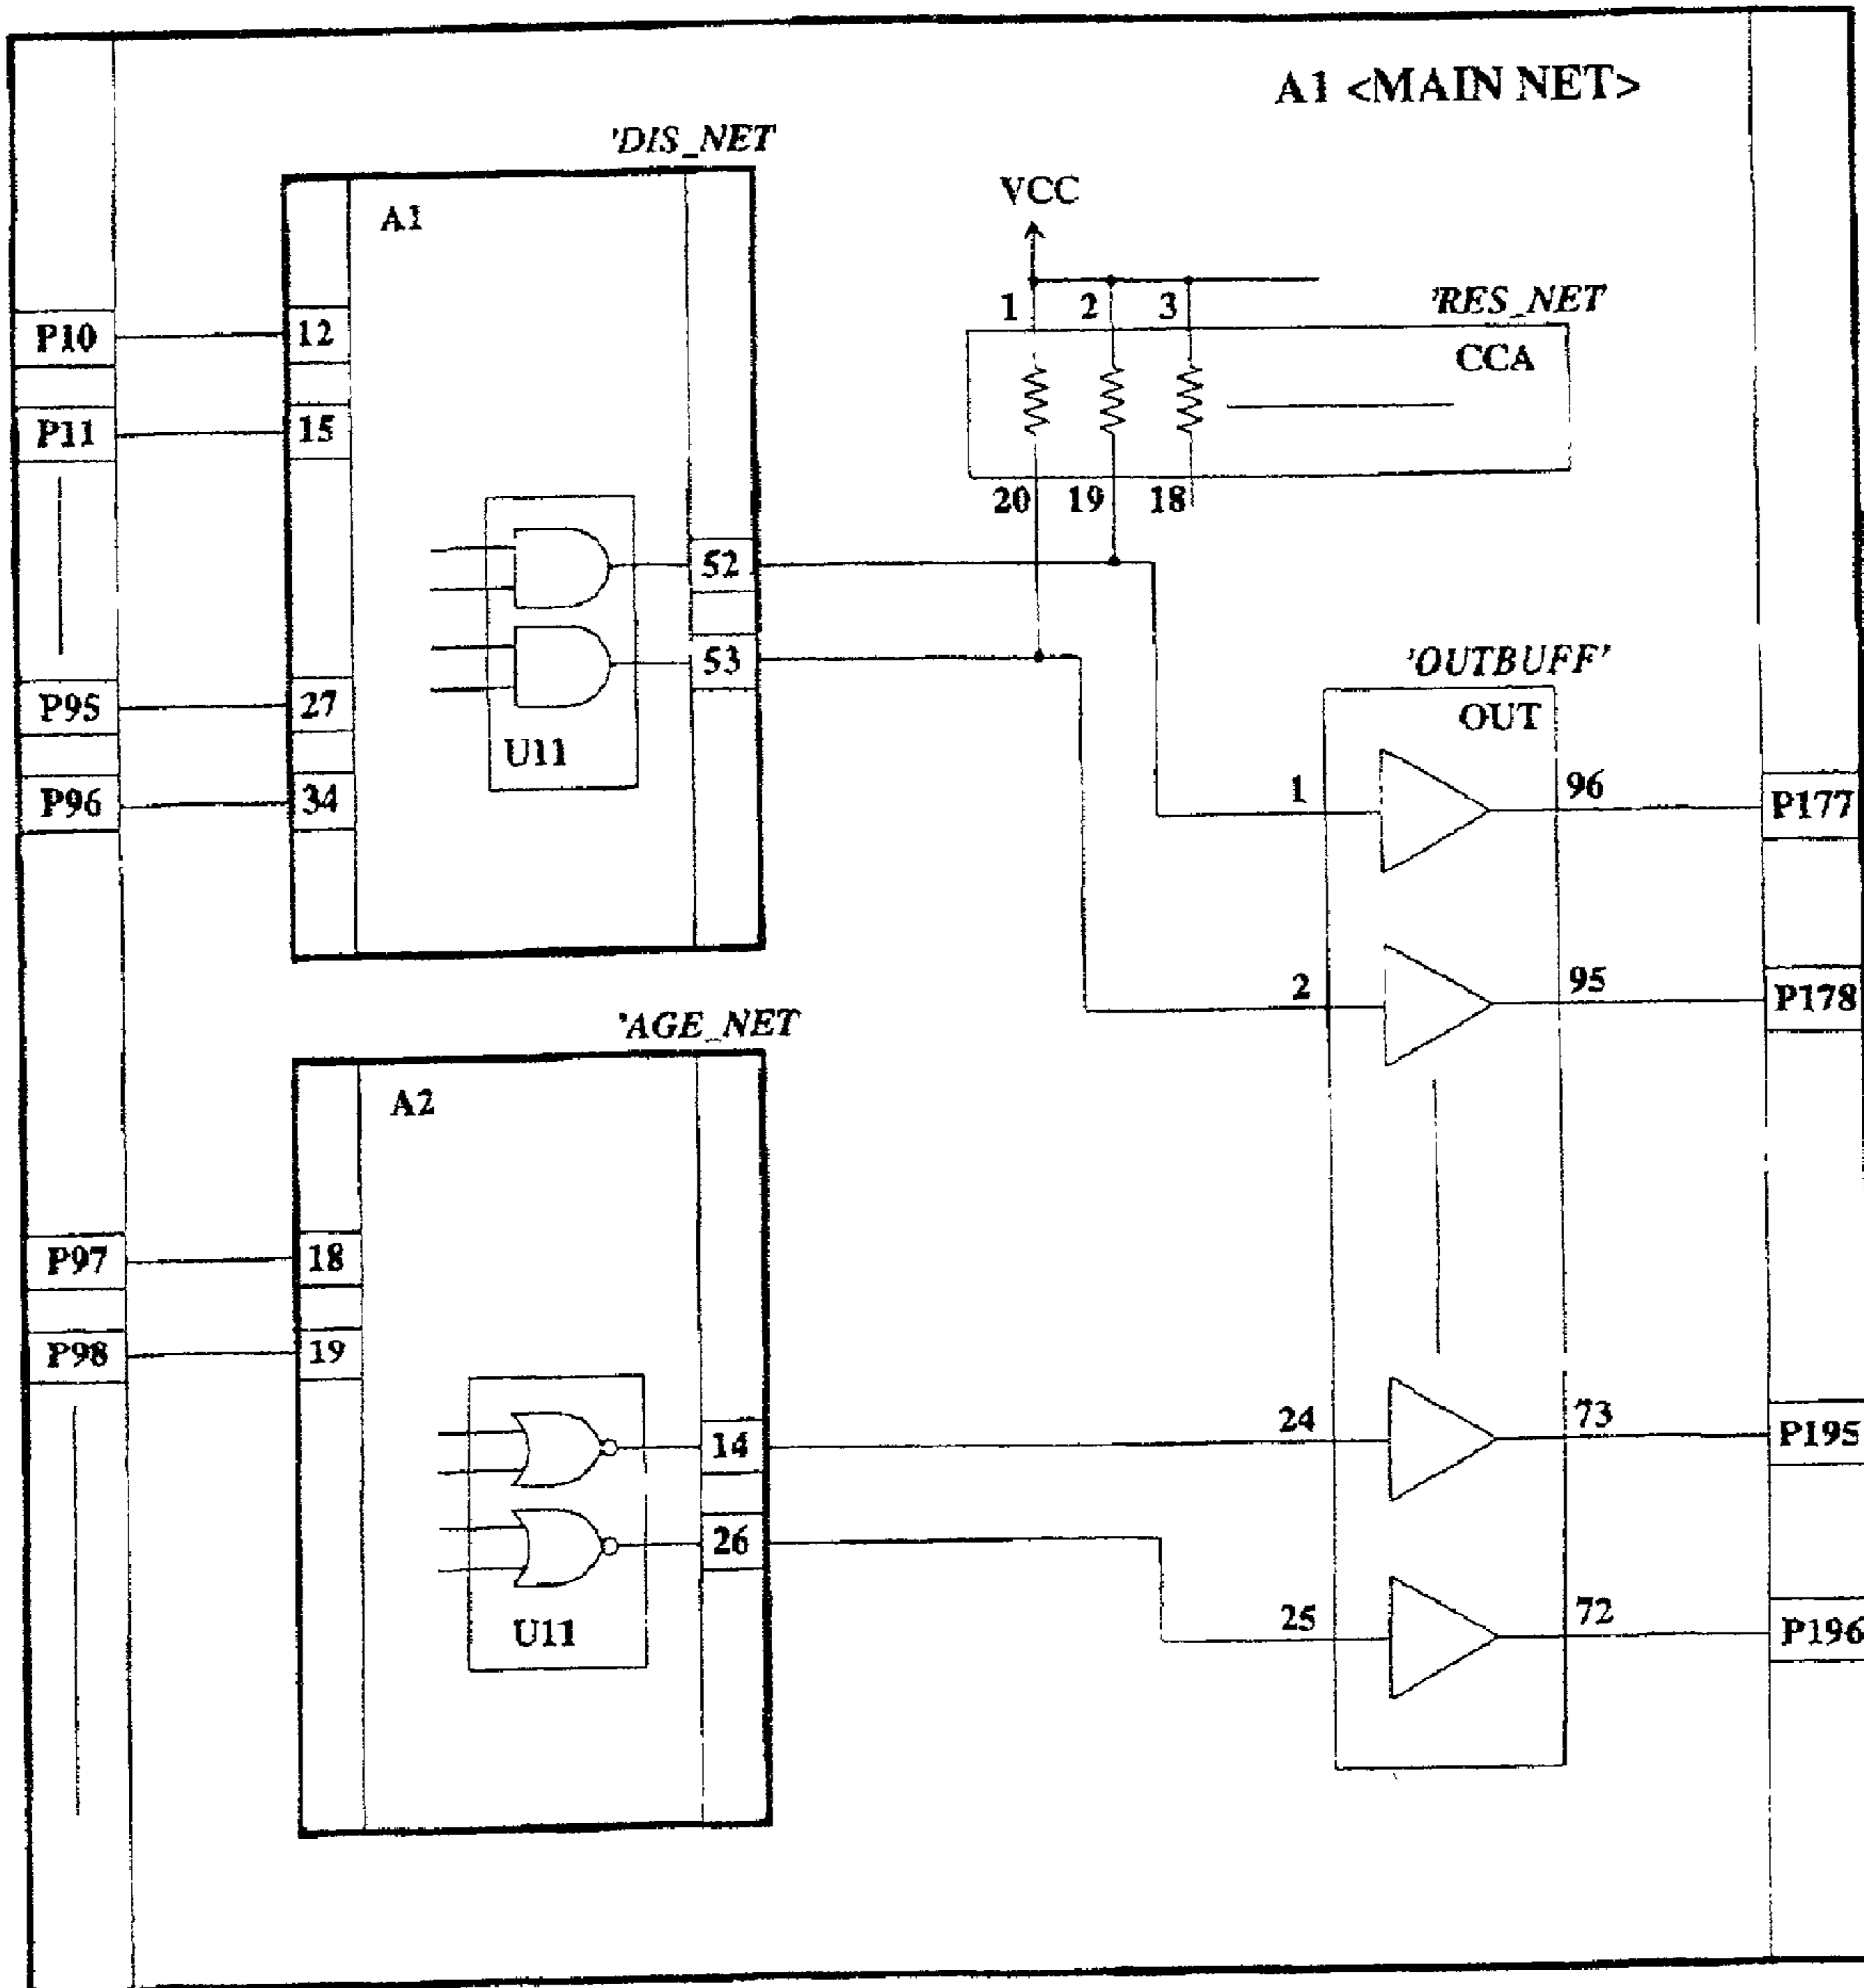 A1 <MAIN NET>
'DIS_NET
A1
VCC
1 2 3
'RES_NET
CCA
20 19 18
P10 12
P11 15
52
53
U11
P95 27
P96 34
'OUTBUFF'
OUT
1 96 P177
2 95 P178
'AGE_NET
A2
P97 18
P98 19
14 24 73 P195
26
U11
25 72 P196